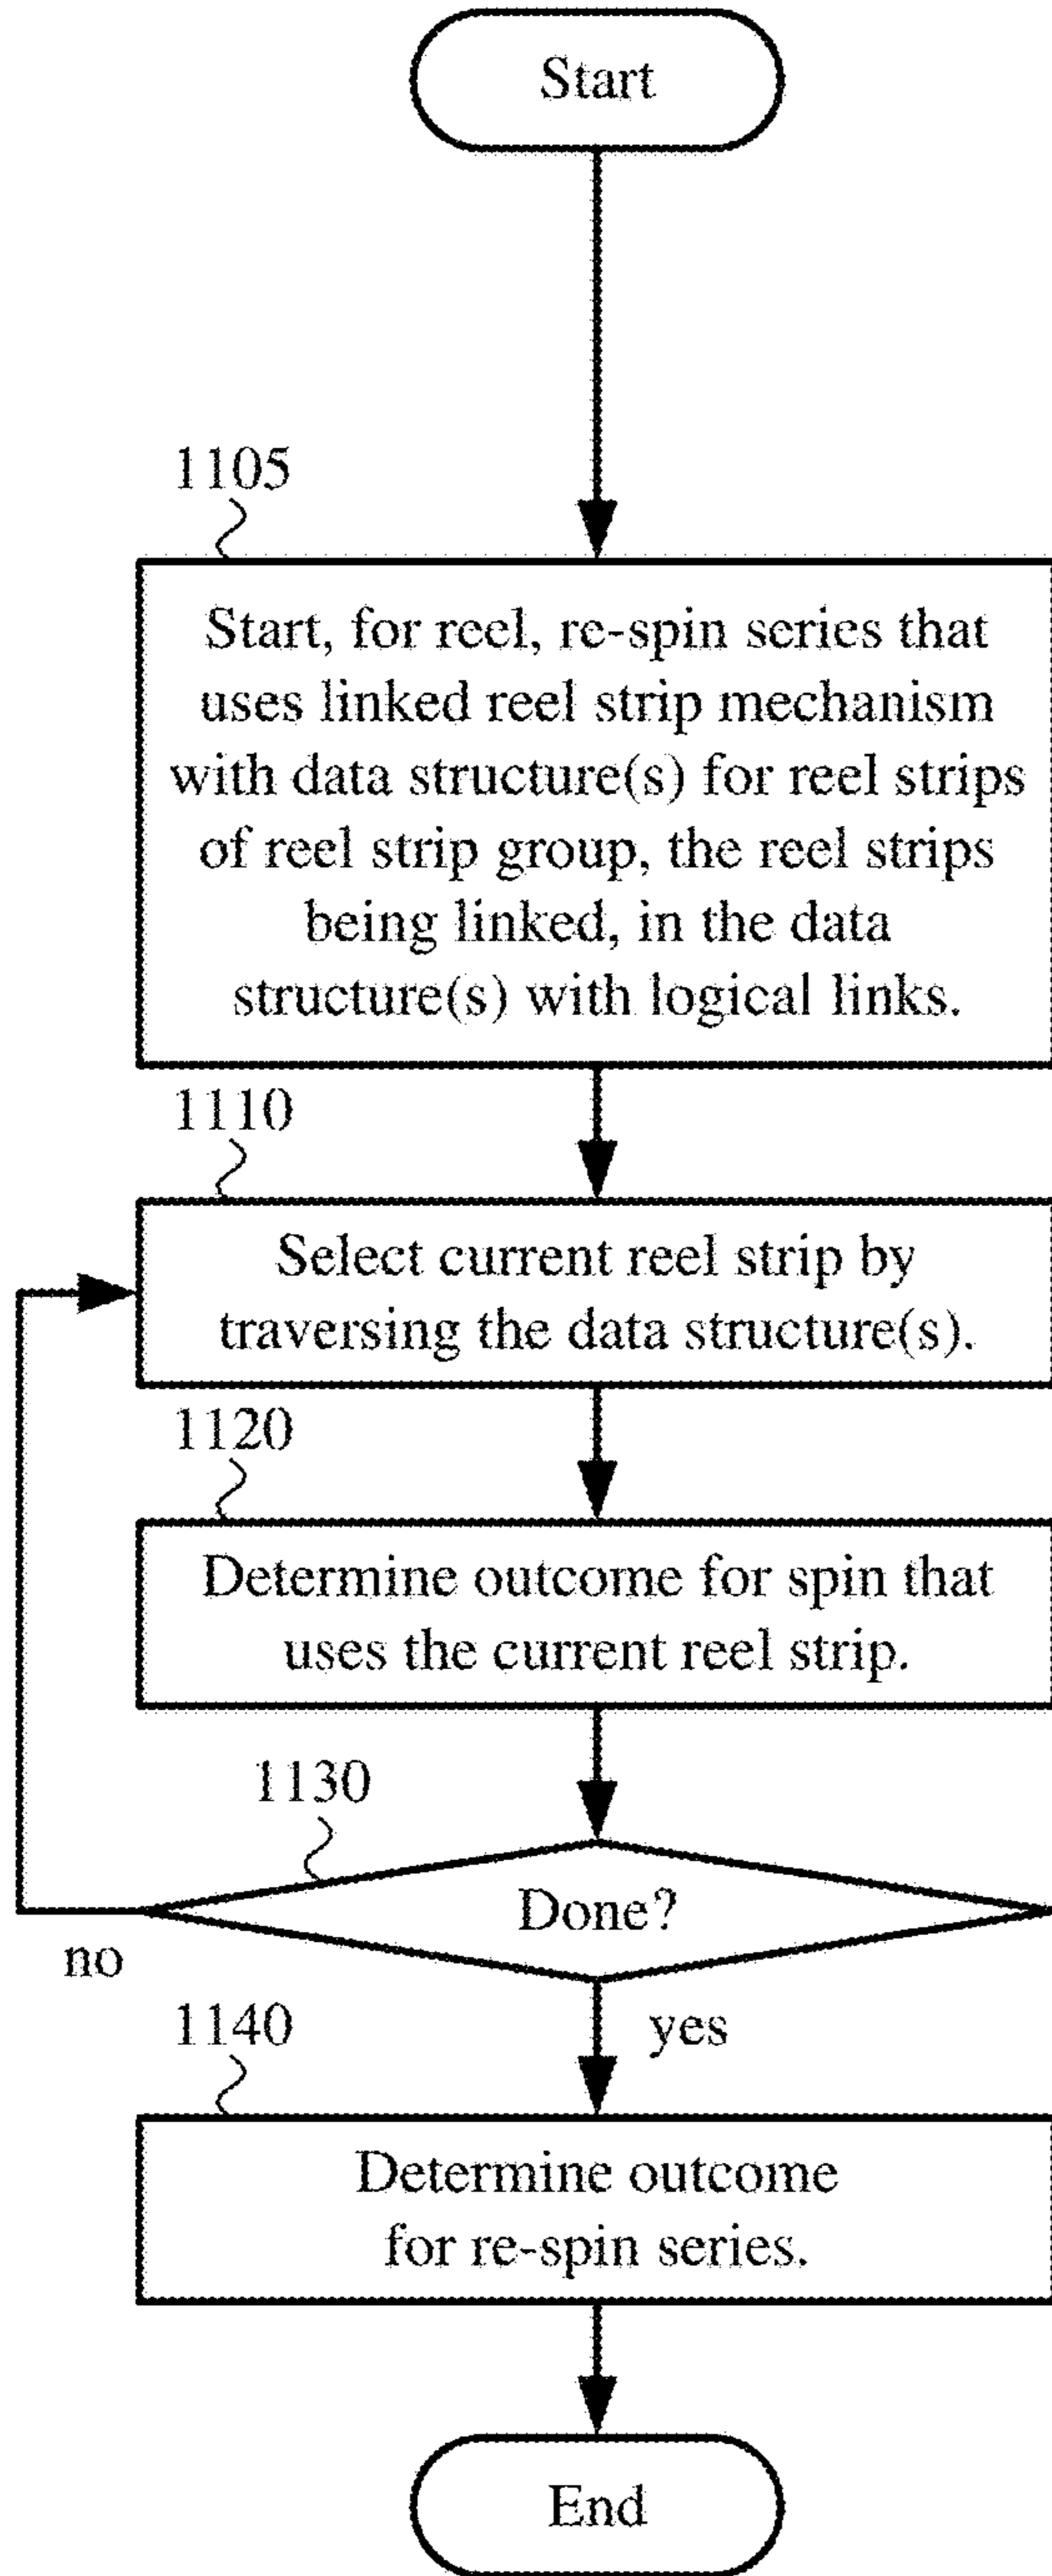 Start
1105
Start, for reel, re-spin series that
uses linked reel strip mechanism
with data structure(s) for reel strips
of reel strip group, the reel strips
being linked, in the data
structure(s) with logical links.
1110
Select current reel strip by
traversing the data structure(s).
1120
Determine outcome for spin that
uses the current reel strip.
1130
Done?
no
yes
1140
Determine outcome
for re-spin series.
End